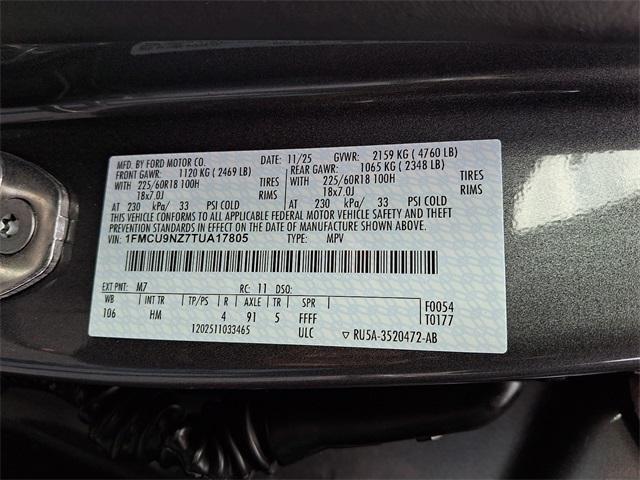 MFD. BY FORD MOTOR CO. DATE: 11/25 GVWR: 2159 KG ( 4760 LB)
FRONT GAWR: 1120 KG ( 2469 LB) REAR GAWR: 1065 KG ( 2348 LB)
WITH 225/60R18 100H TIRES WITH 225/60R18 100H TIRES
18x7.0J RIMS 18x7.0J RIMS
AT 230 kPa/ 33 PSI COLD AT 230 kPa/ 33 PSI COLD
THIS VEHICLE CONFORMS TO ALL APPLICABLE FEDERAL MOTOR VEHICLE SAFETY AND THEFT
PREVENTION STANDARDS IN EFFECT ON THE DATE OF MANUFACTURE SHOWN ABOVE.
VIN: 1FMCU9NZ7TUA17805 TYPE: MPV
EXT PNT: M7 RC: 11 DSO:
WB INT TR TP/PS R AXLE TR SPR F0054
106 HM 4 91 5 FFFF T0177
1202511033465 ULC ▽ RU5A-3520472-AB